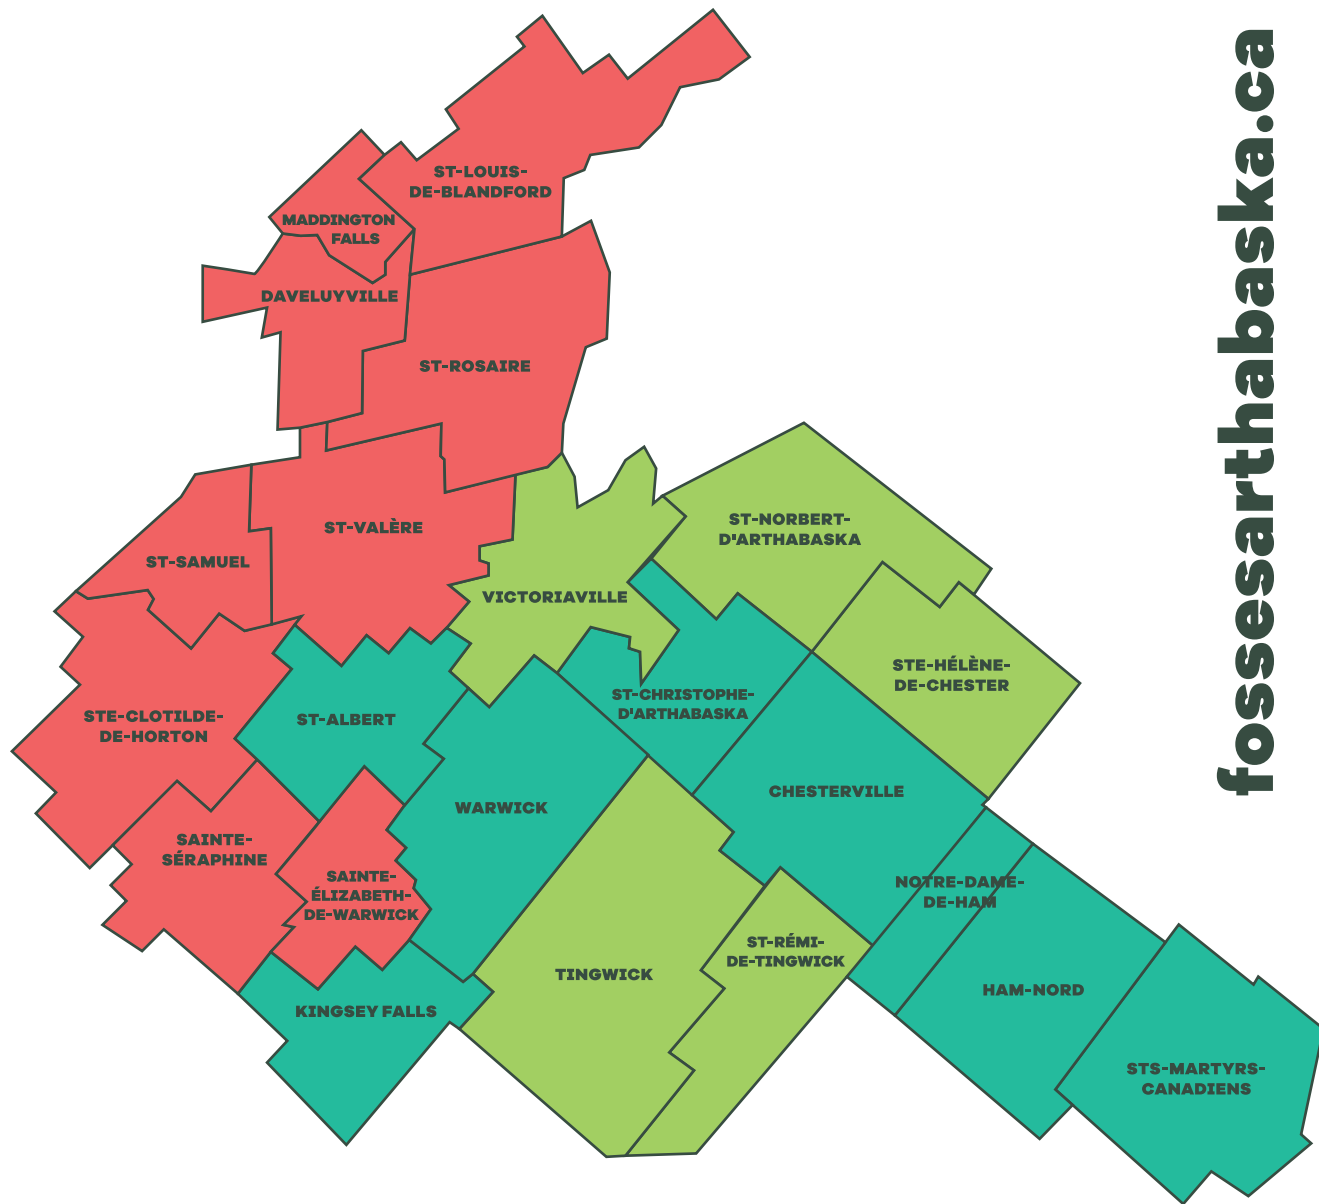 ST-LOUIS-
DE-BLANDFORD
MADDINGTON
FALLS
DAVELUYVILLE
ST-ROSAIRE
ST-VALÈRE
ST-SAMUEL
VICTORIAVILLE
ST-NORBERT-
D'ARTHABASKA
STE-HÉLÈNE-
DE-CHESTER
ST-CHRISTOPHE-
D'ARTHABASKA
STE-CLOTILDE-
DE-HORTON
ST-ALBERT
WARWICK
CHESTERVILLE
SAINTE-
SÉRAPHINE
SAINTE-
ÉLIZABETH-
DE-WARWICK
NOTRE-DAME-
DE-HAM
ST-RÉMI-
DE-TINGWICK
TINGWICK
HAM-NORD
KINGSEY FALLS
STS-MARTYRS-
CANADIENS
fossesarthabaska.ca